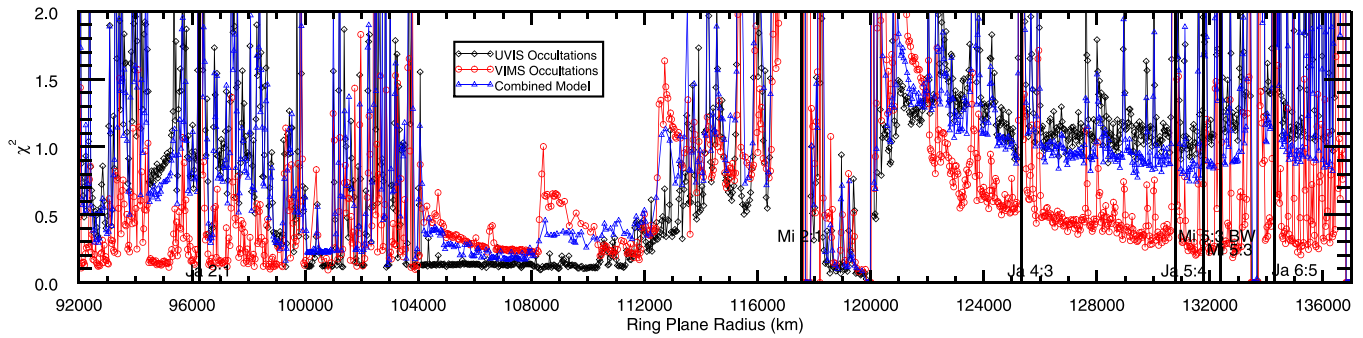 2.0
1.5
1.0
0.5
0.0
χ2
UVIS Occultations
VIMS Occultations
Combined Model
Ja 2:1
Mi 2:1
Ja 4:3
Ja 5:4
Mi 5:3 BW
Mi 5:3
Ja 6:5
92000 96000 100000 104000 108000 112000 116000 120000 124000 128000 132000 136000
Ring Plane Radius (km)